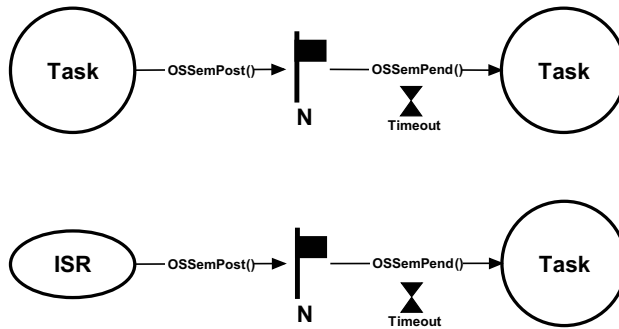 Task OSSemPost() OSSemPend() Task
N
Timeout
ISR OSSemPost() OSSemPend() Task
N
Timeout